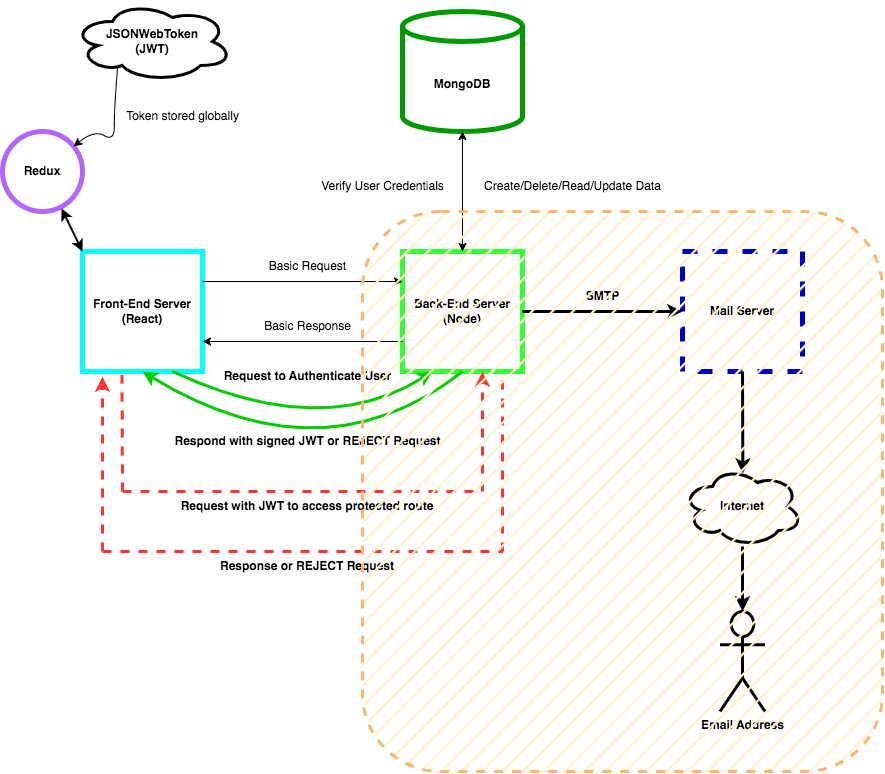 JSONWebToken
(JWT)
MongoDB
Token stored globally
Redux
Verify User Credentials
Create/Delete/Read/Update Data
Basic Request
Front-End Server
(React)
Back-End Server
(Node)
SMTP
Mail Server
Basic Response
Request to Authenticate User
Respond with signed JWT or REJECT Request
Request with JWT to access protected route
Internet
Response or REJECT Request
Email Address